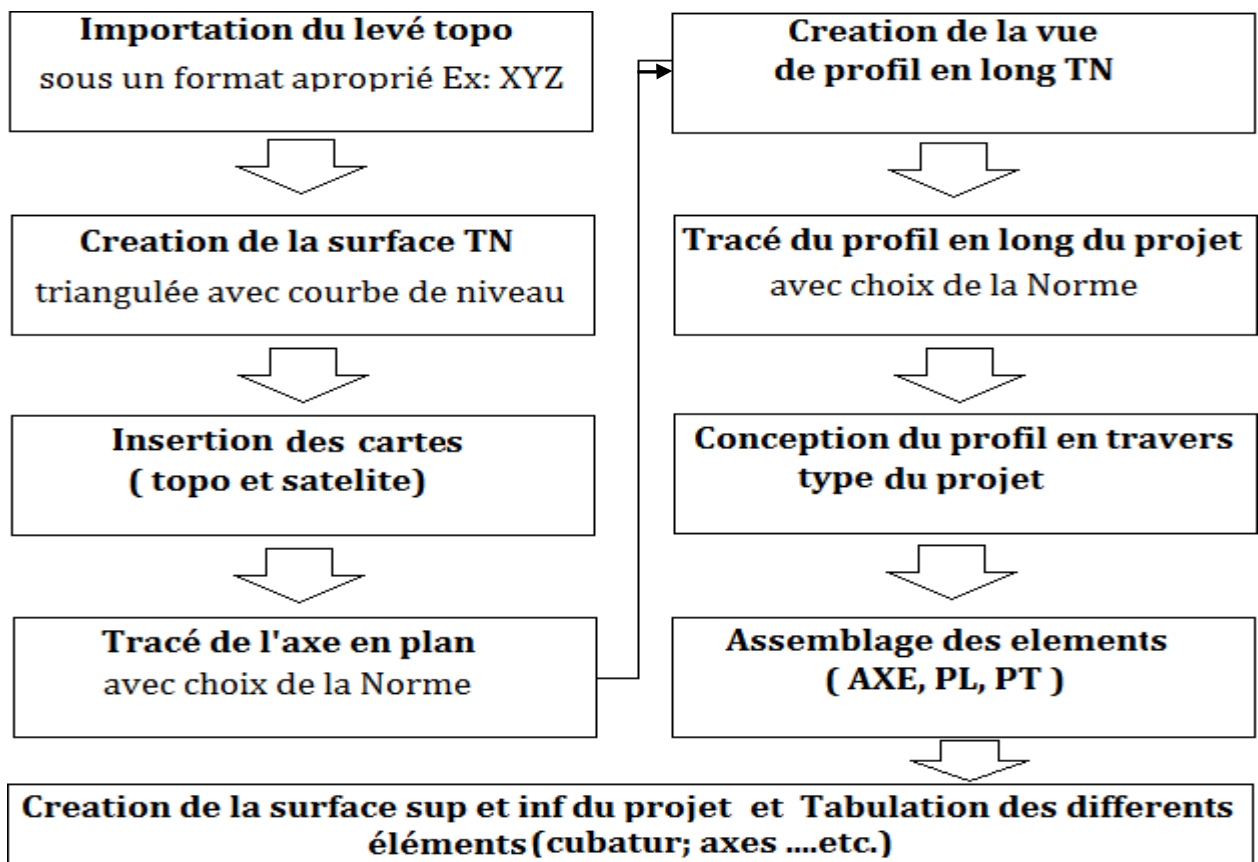 Importation du levé topo
sous un format aproprié Ex: XYZ
Creation de la surface TN
triangulée avec courbe de niveau
Insertion des cartes
( topo et satelite)
Tracé de l'axe en plan
avec choix de la Norme
Creation de la vue
de profil en long TN
Tracé du profil en long du projet
avec choix de la Norme
Conception du profil en travers
type du projet
Assemblage des elements
( AXE, PL, PT )
Creation de la surface sup et inf du projet et Tabulation des differents
éléments (cubatur; axes ....etc.)